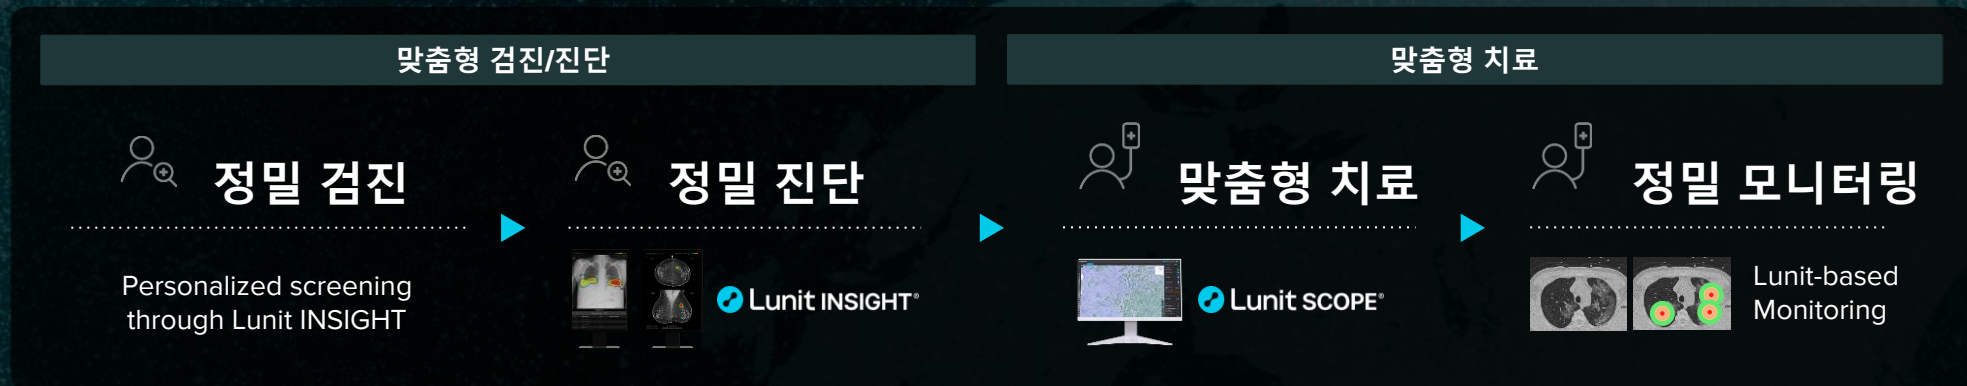 맞춤형 검진/진단
맞춤형 치료
정밀 검진
정밀 진단
맞춤형 치료
정밀 모니터링
Personalized screening
through Lunit INSIGHT
Lunit INSIGHT®
Lunit SCOPE®
Lunit-based
Monitoring